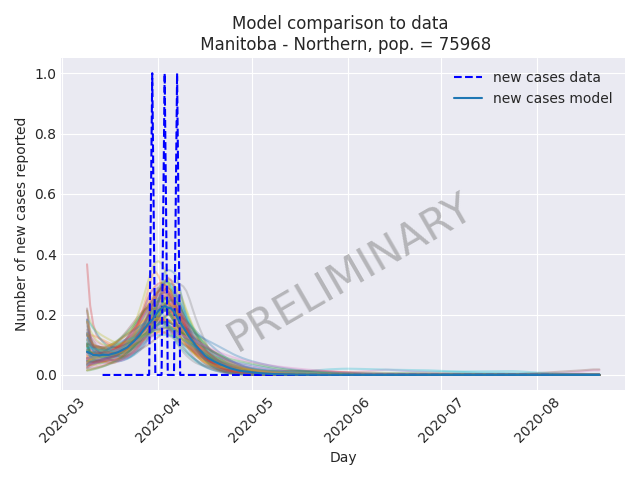 Model comparison to data
Manitoba - Northern, pop. = 75968
new cases data
new cases model
1.0
0.8
0.6
0.4
0.2
0.0
Number of new cases reported
PRELIMINARY
2020-03
2020-04
2020-05
2020-06
2020-07
2020-08
Day